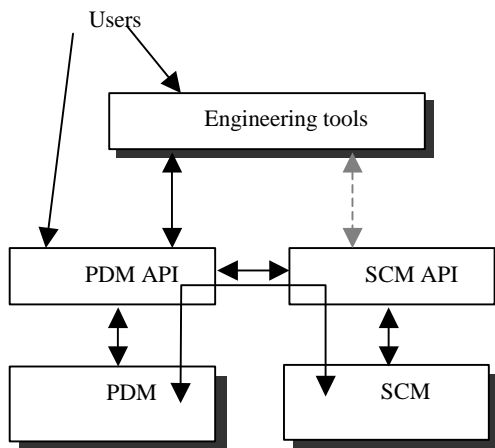 Users
Engineering tools
PDM API
SCM API
PDM
SCM